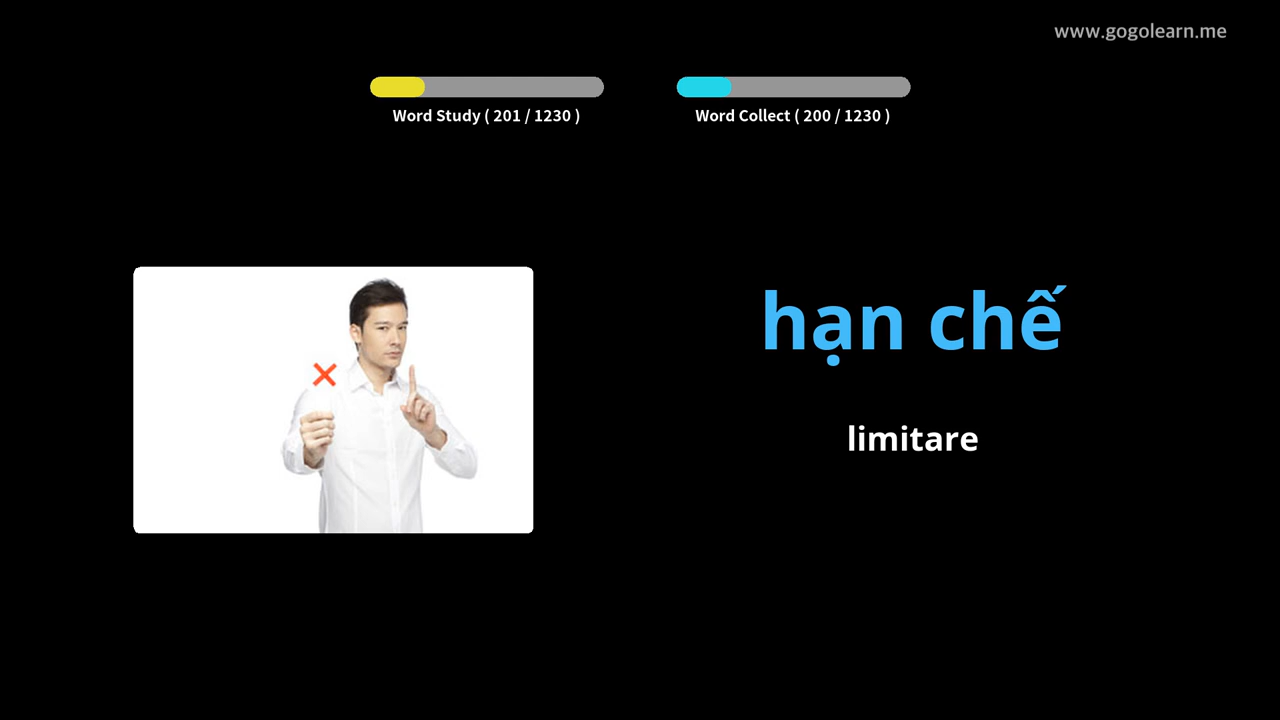 www.gogolearn.me
Word Study ( 201 / 1230 )
Word Collect ( 200 / 1230 )
hạn chế
limitare